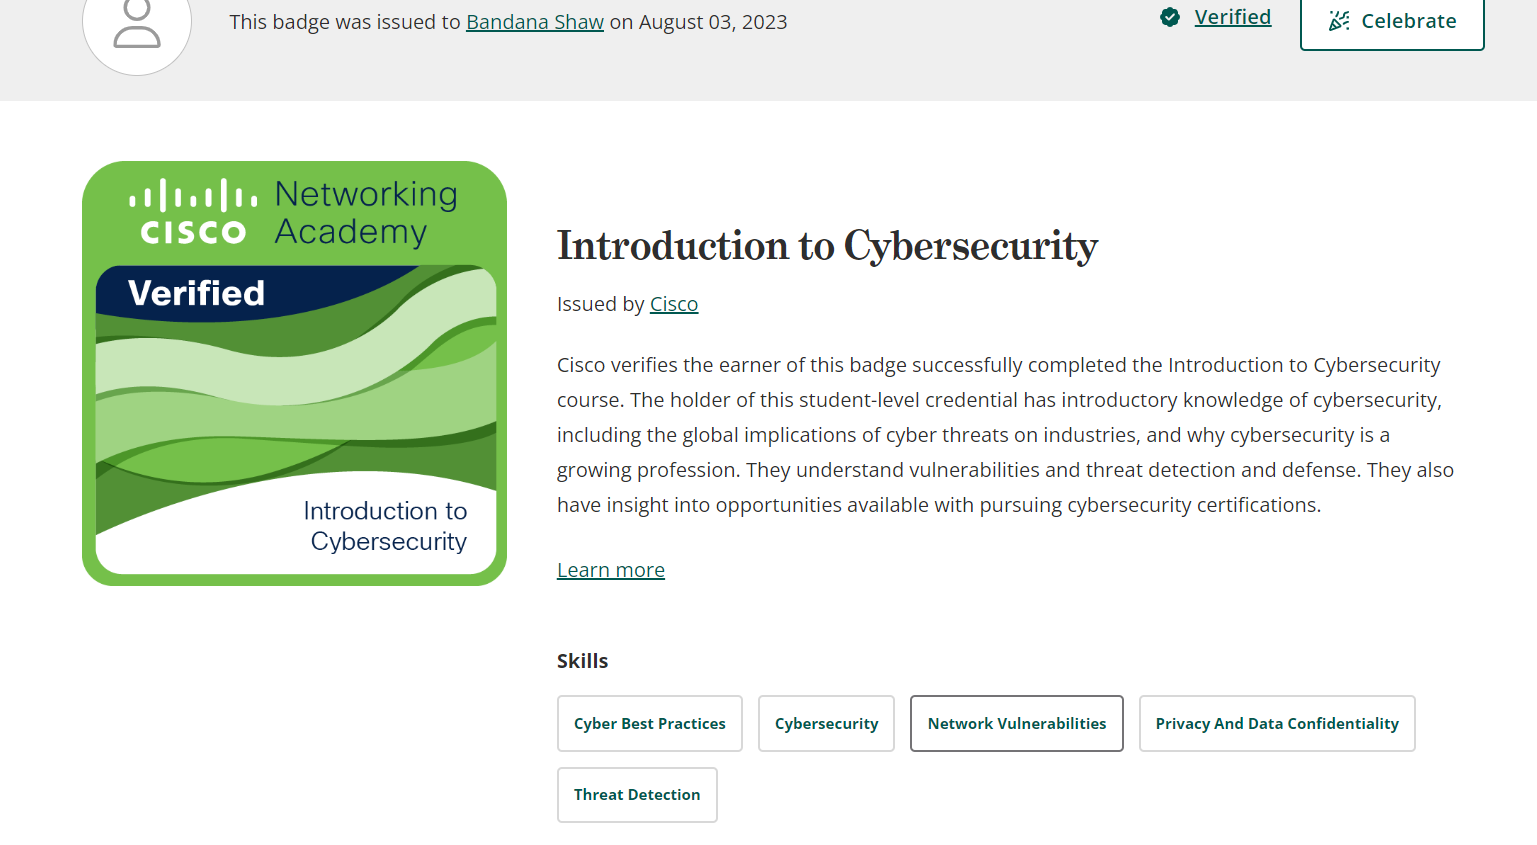 This badge was issued to Bandana Shaw on August 03, 2023
Verified
Celebrate
CISCO
Networking
Academy
Verified
Introduction to
Cybersecurity
Introduction to Cybersecurity
Issued by Cisco
Cisco verifies the earner of this badge successfully completed the Introduction to Cybersecurity
course. The holder of this student-level credential has introductory knowledge of cybersecurity,
including the global implications of cyber threats on industries, and why cybersecurity is a
growing profession. They understand vulnerabilities and threat detection and defense. They also
have insight into opportunities available with pursuing cybersecurity certifications.
Learn more
Skills
Cyber Best Practices
Cybersecurity
Network Vulnerabilities
Privacy And Data Confidentiality
Threat Detection